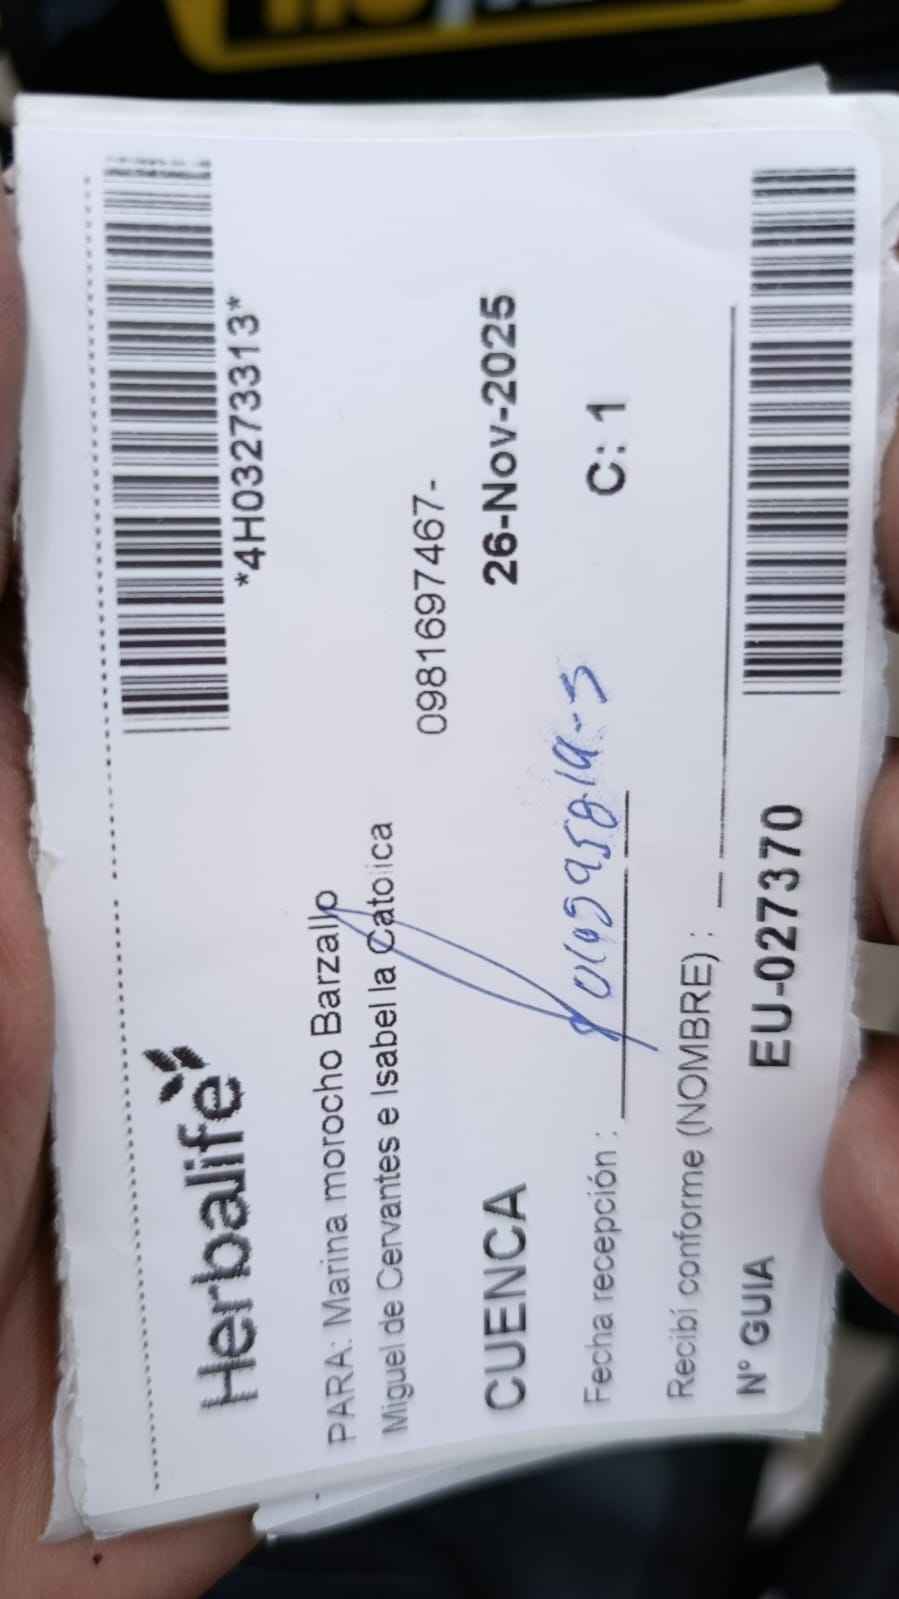 *4H03273313*
Herbalife
PARA: Marina morocho Barzallo
Miguel de Cervantes e Isabel la Catolica
0981697467-
CUENCA
26-Nov-2025
Fecha recepción :
C: 1
Recibí conforme (NOMBRE) :
N° GUIA
EU-027370